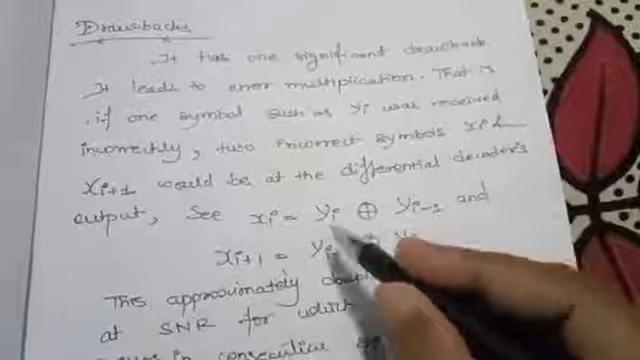 Drawbacks
It has one significant drawback
It leads to error multiplication. That is
if one symbol such as yi was received
incorrectly, two incorrect symbols xi &
xi+1 would be at the differential decoder's
output, see xi = yi ⊕ yi-1 and
xi+1 = yi
This approximately
at SNR for which
in consecutive